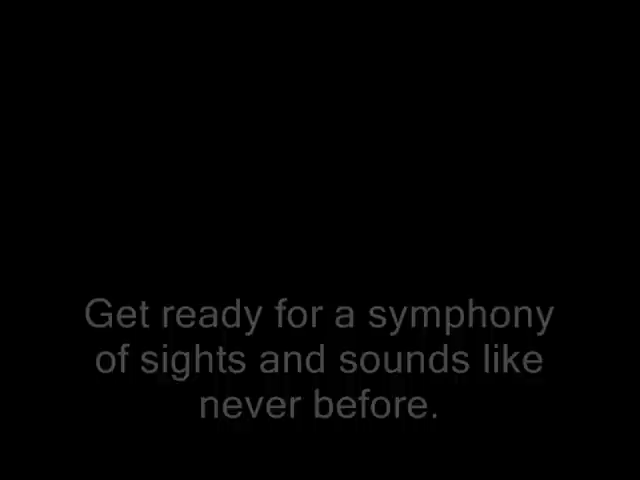 Get ready for a symphony
of sights and sounds like
never before.